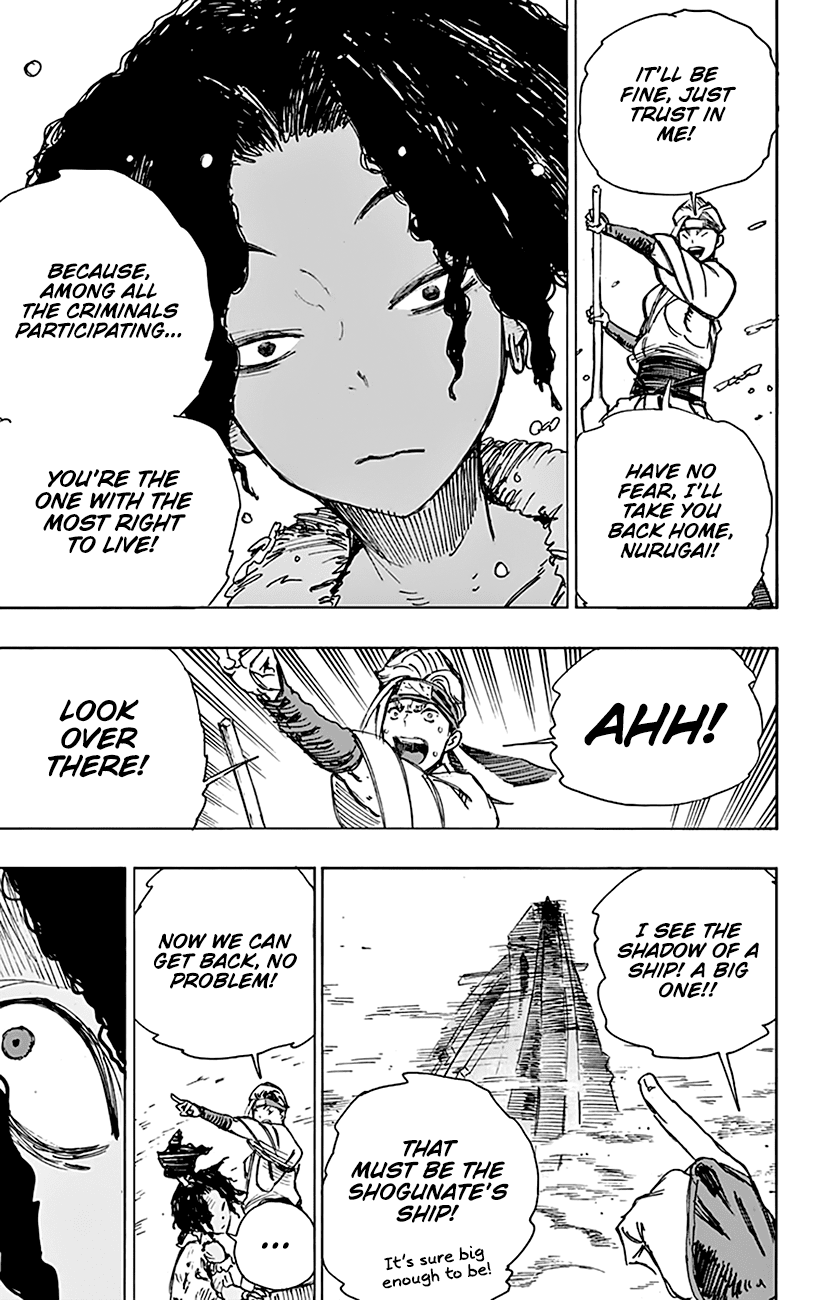 IT'LL BE
FINE, JUST
TRUST IN
ME!
HAVE NO
FEAR, I'LL
TAKE YOU
BACK HOME,
NURUGAI!
BECAUSE,
AMONG ALL
THE CRIMINALS
PARTICIPATING...
YOU'RE THE
ONE WITH THE
MOST RIGHT
TO LIVE!
AHH!
LOOK
OVER
THERE!
I SEE THE
SHADOW OF A
SHIP! A BIG
ONE!!
THAT
MUST BE THE
SHOGUNATE'S
SHIP!
It's sure big
enough to be!
NOW WE CAN
GET BACK, NO
PROBLEM!
...